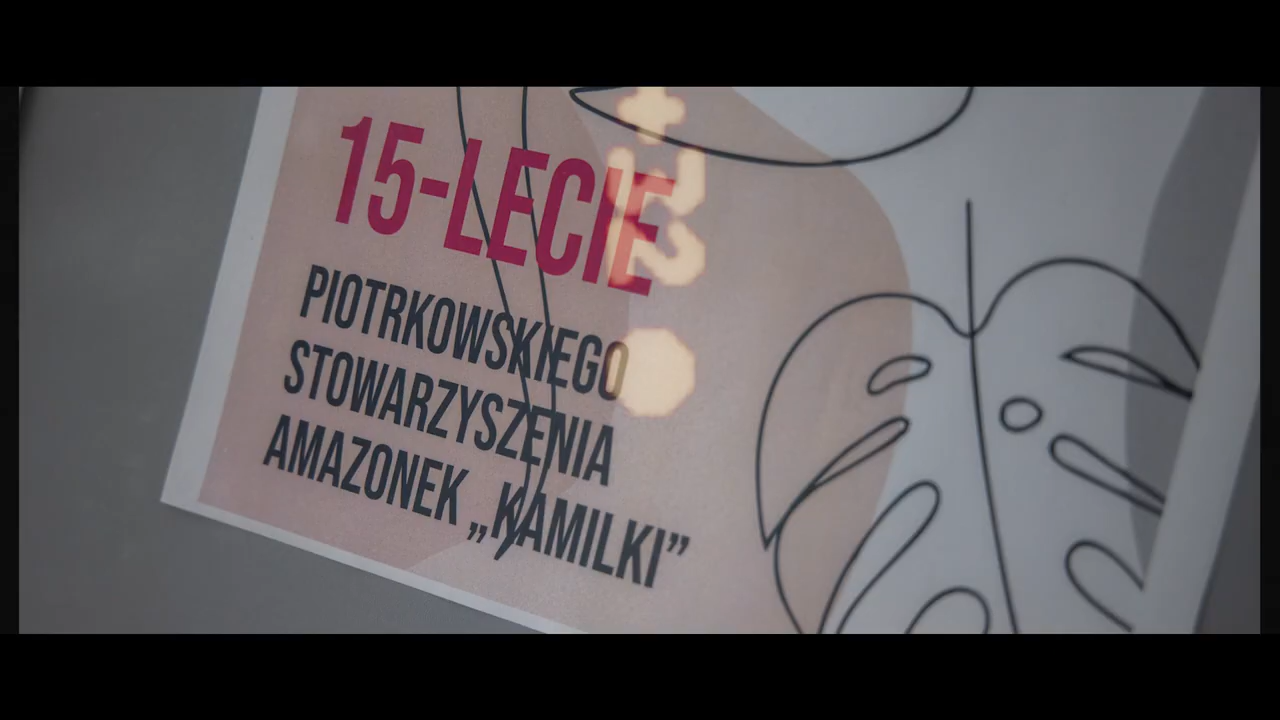 15-LECIE
PIOTRKOWSKIEGO
STOWARZYSZENIA
AMAZONEK „KAMILKI”